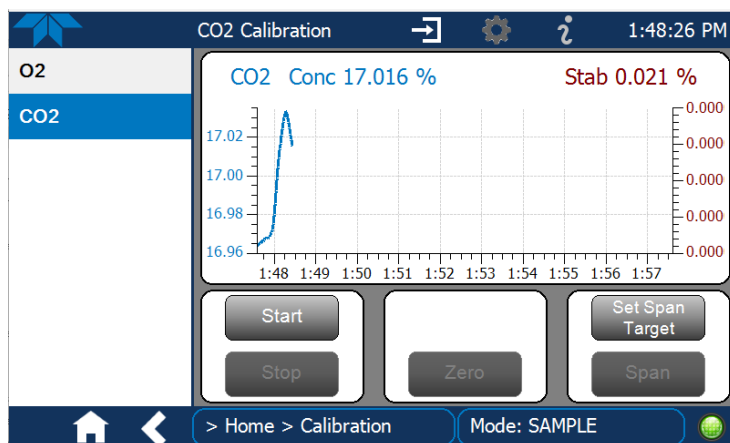 CO2 Calibration
1:48:26 PM
O2
CO2
CO2 Conc 17.016 % Stab 0.021 %
17.02
17.00
16.98
16.96
0.000
0.000
0.000
0.000
0.000
1:48 1:49 1:50 1:51 1:52 1:53 1:54 1:55 1:56 1:57
Start
Stop
Zero
Set Span
Target
Span
> Home > Calibration
Mode: SAMPLE